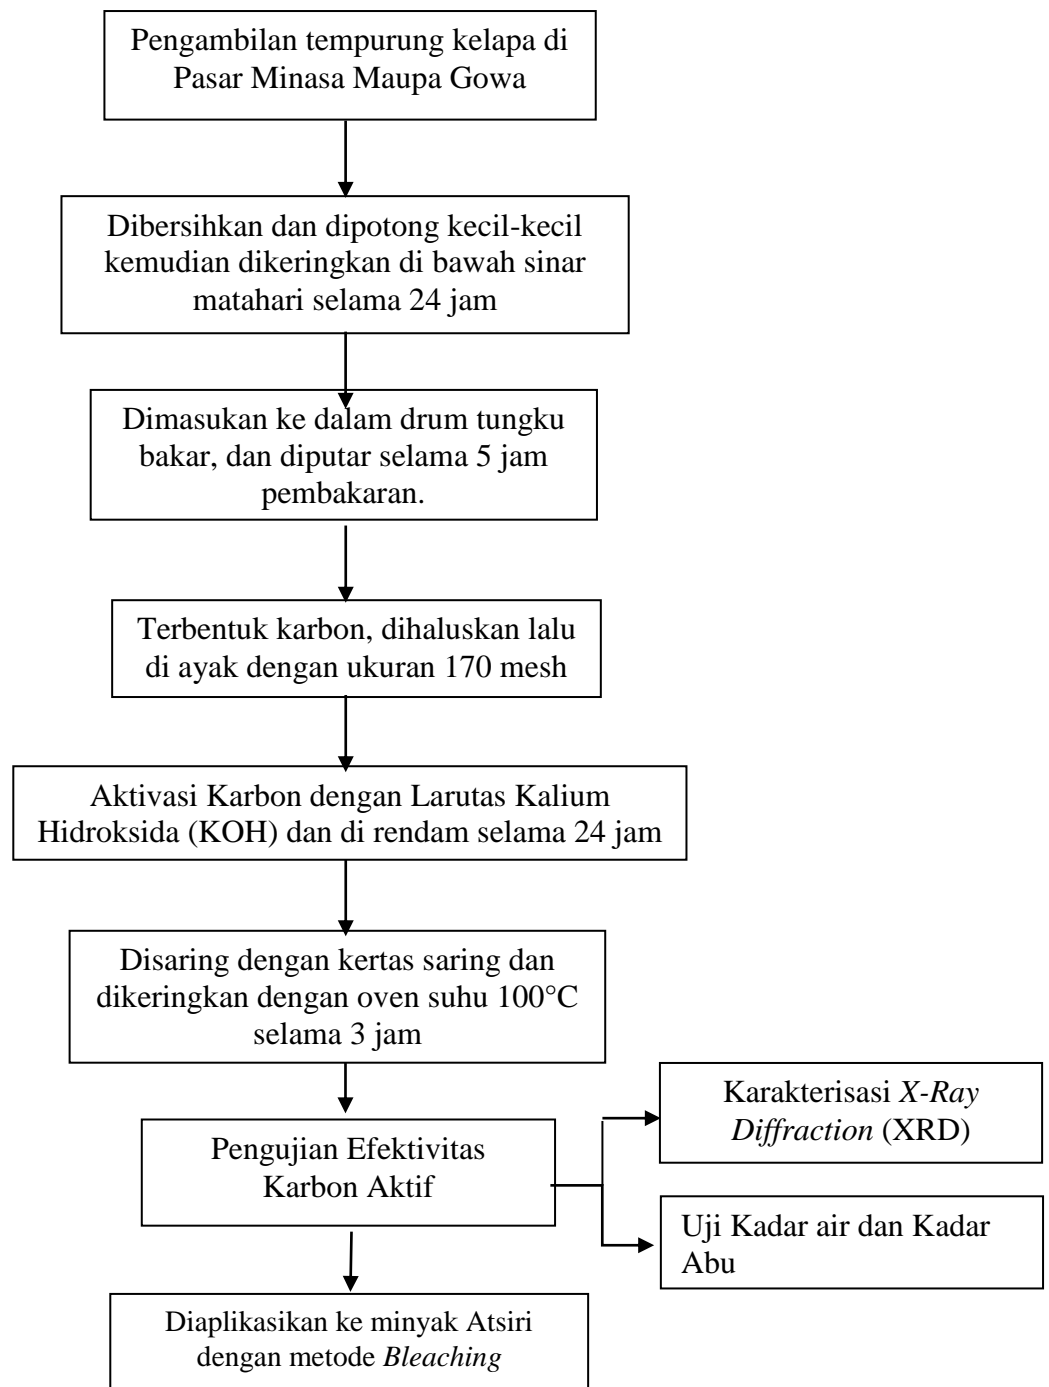 Pengambilan tempurung kelapa di
Pasar Minasa Maupa Gowa
Dibersihkan dan dipotong kecil-kecil
kemudian dikeringkan di bawah sinar
matahari selama 24 jam
Dimasukan ke dalam drum tungku
bakar, dan diputar selama 5 jam
pembakaran.
Terbentuk karbon, dihaluskan lalu
di ayak dengan ukuran 170 mesh
Aktivasi Karbon dengan Larutas Kalium
Hidroksida (KOH) dan di rendam selama 24 jam
Disaring dengan kertas saring dan
dikeringkan dengan oven suhu 100°C
selama 3 jam
Pengujian Efektivitas
Karbon Aktif
Karakterisasi X-Ray
Diffraction (XRD)
Uji Kadar air dan Kadar
Abu
Diaplikasikan ke minyak Atsiri
dengan metode Bleaching